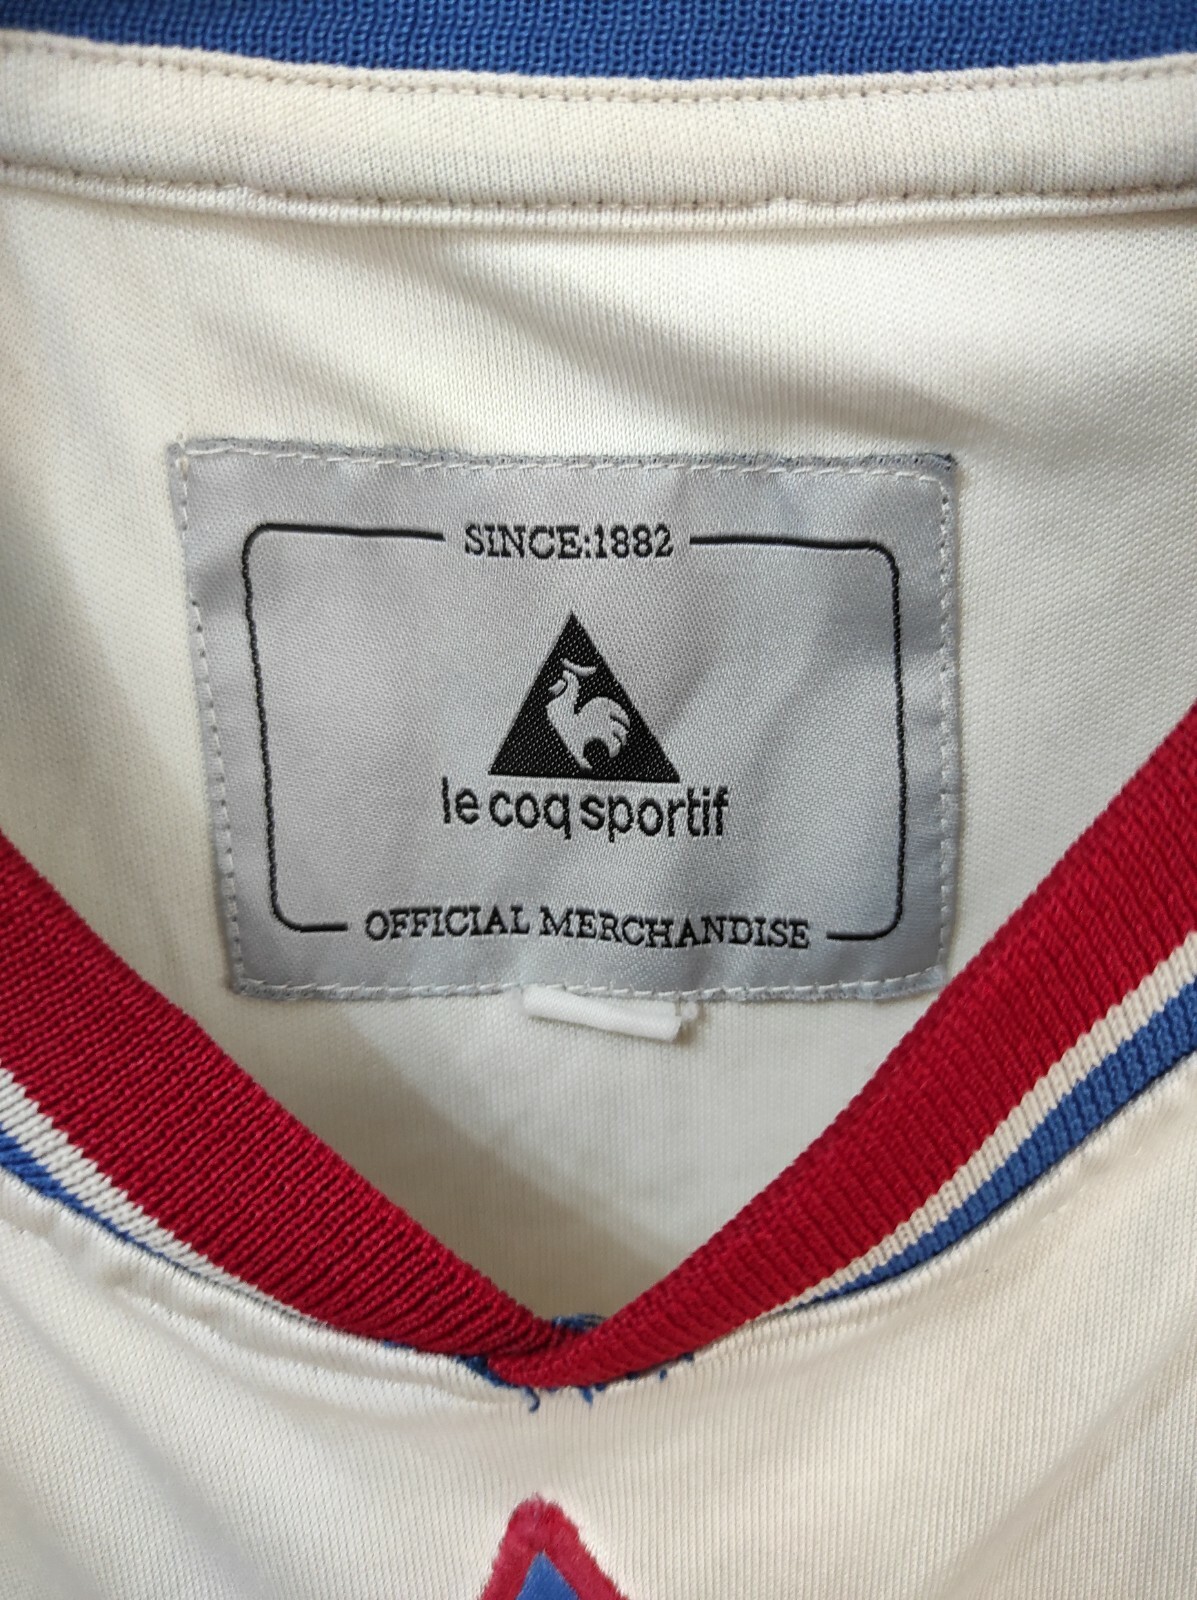 SINCE:1882
le coq sportif
OFFICIAL MERCHANDISE